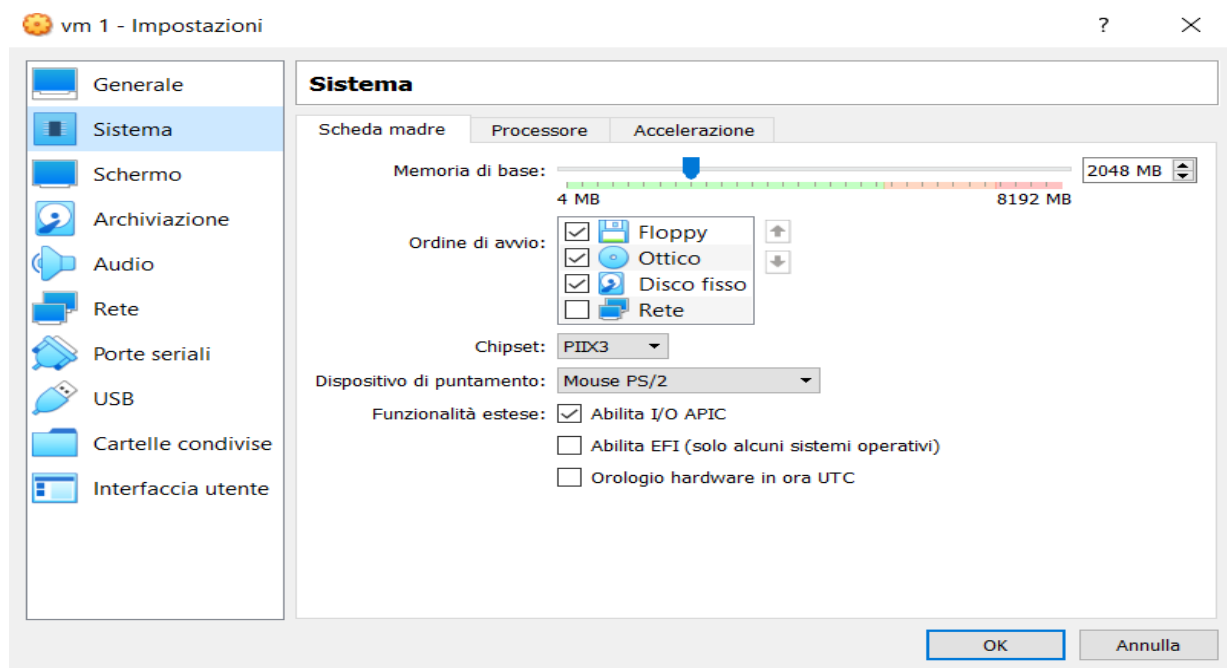 vm 1 - Impostazioni
?
Generale
Sistema
Schermo
Archiviazione
Audio
Rete
Porte seriali
USB
Cartelle condivise
Interfaccia utente
Sistema
Scheda madre Processore Accelerazione
Memoria di base: 2048 MB
4 MB 8192 MB
Ordine di avvio:
Floppy
Ottico
Disco fisso
Rete
Chipset: PIIX3
Dispositivo di puntamento: Mouse PS/2
Funzionalità estese: Abilita I/O APIC
Abilita EFI (solo alcuni sistemi operativi)
Orologio hardware in ora UTC
OK Annulla